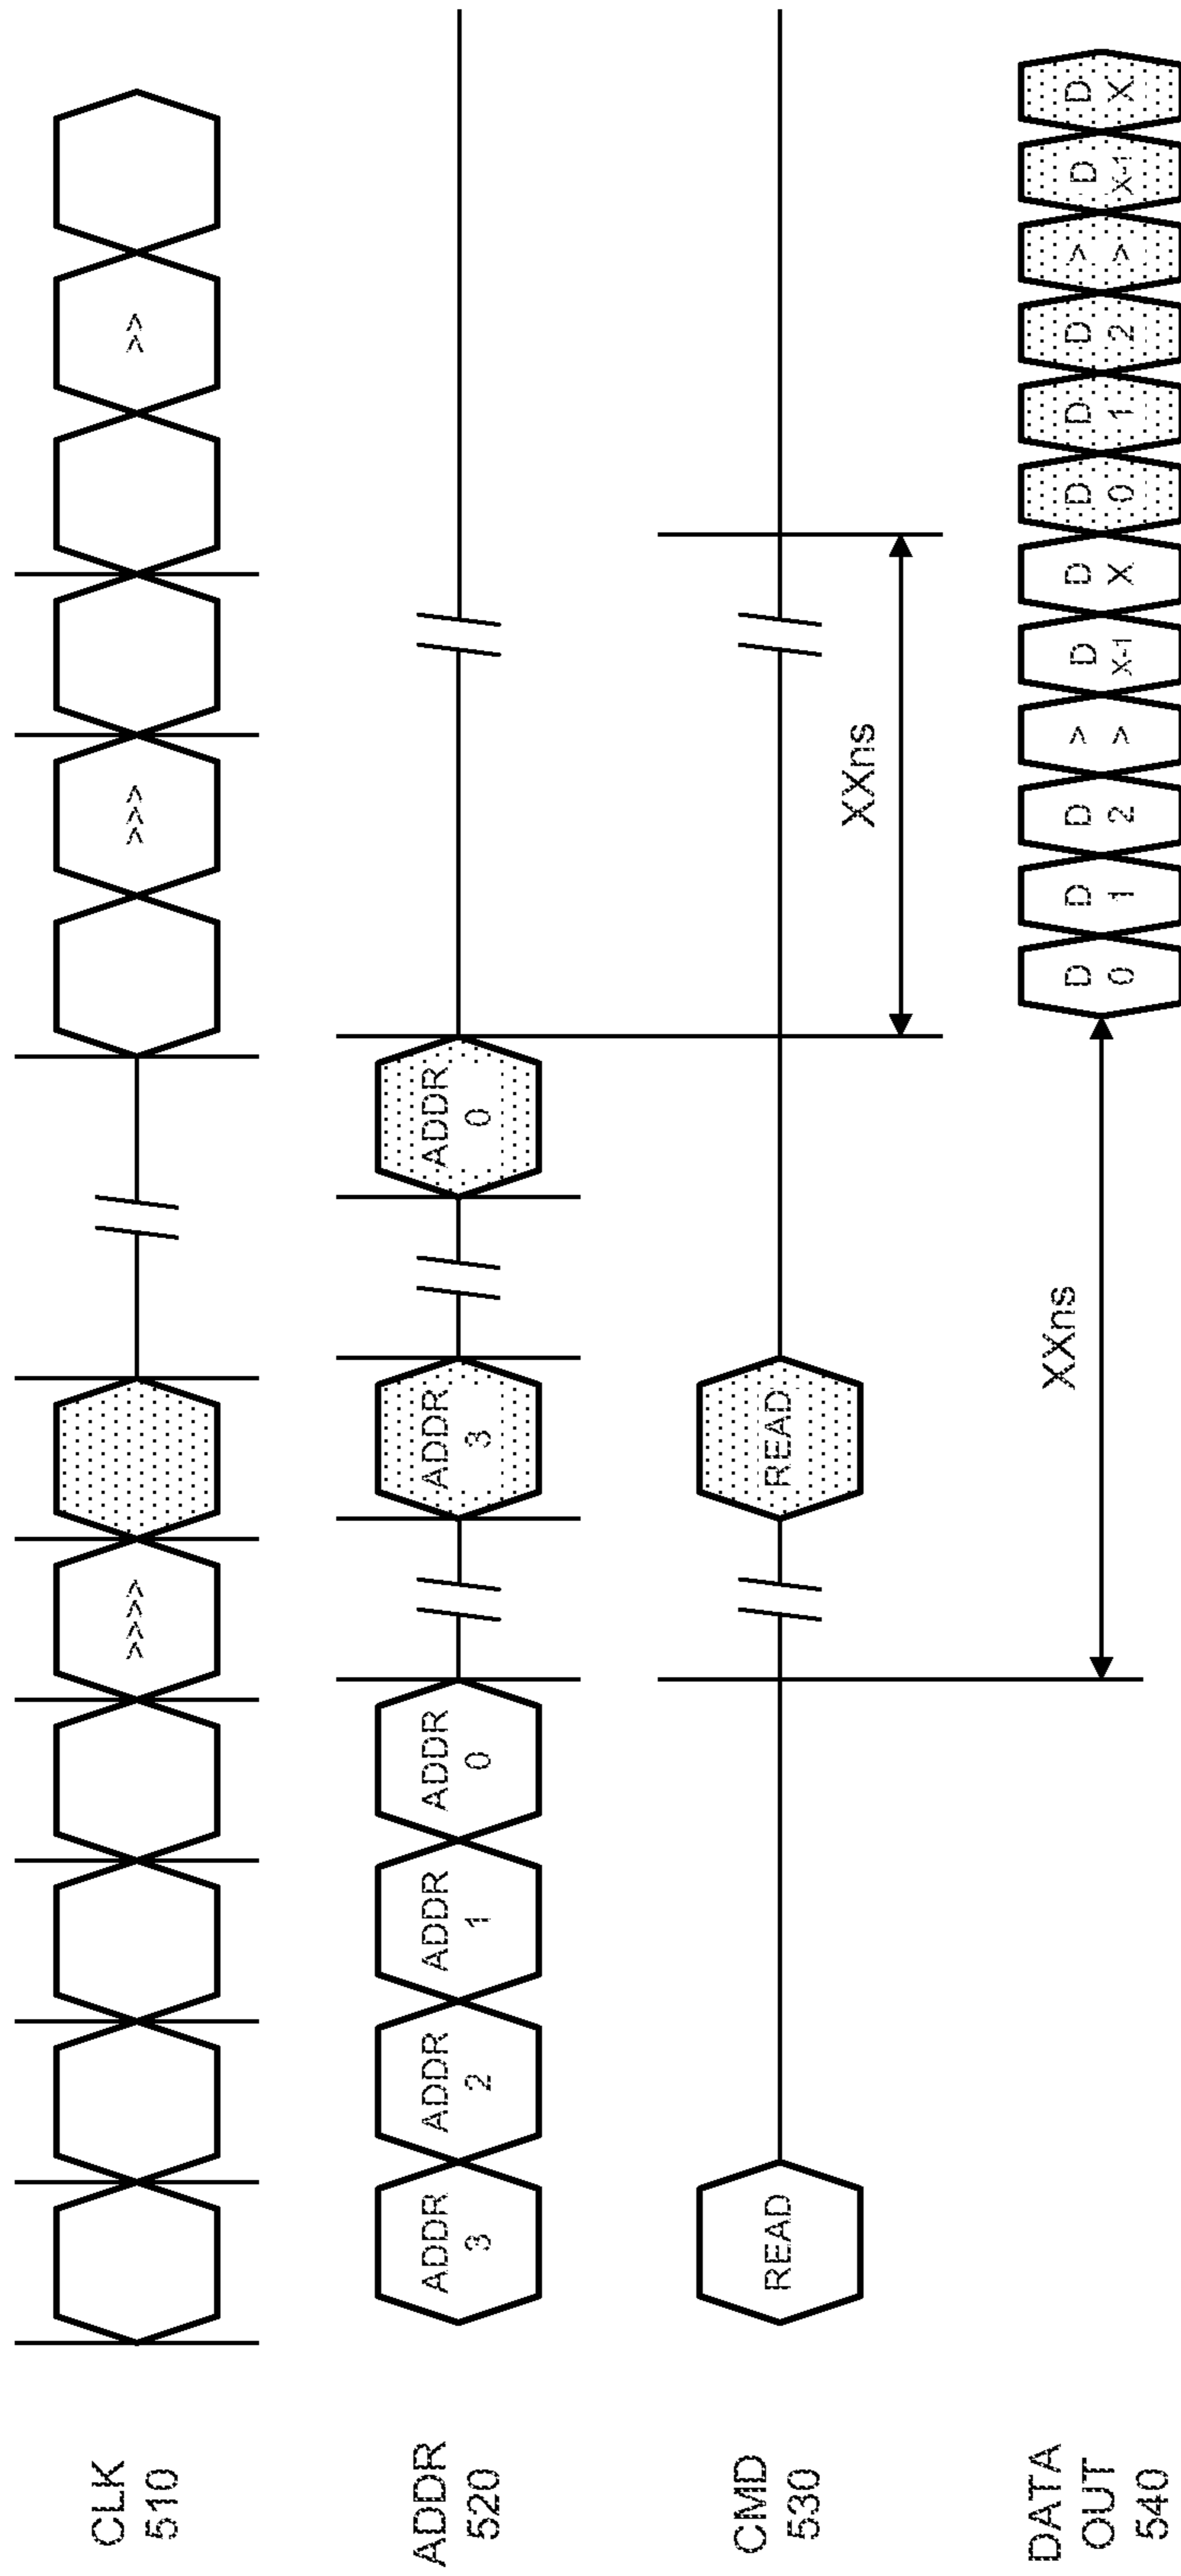 CLK
510
>>>>
>>>
>>
ADDR
520
ADDR
3
ADDR
2
ADDR
1
ADDR
0
ADDR
3
ADDR
0
CMD
530
READ
READ
XXns
DATA
OUT
540
XXns
D
0
D
1
D
2
>
>
D
X-1
D
X
D
0
D
1
D
2
>
>
D
X-1
D
X